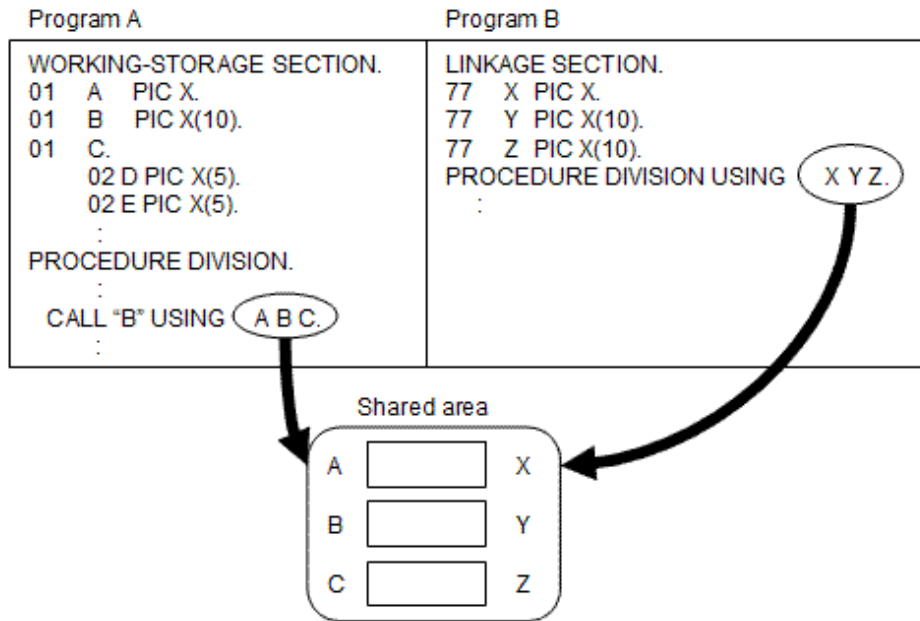 Program A
WORKING-STORAGE SECTION.
01 A PIC X.
01 B PIC X(10).
01 C.
02 D PIC X(5).
02 E PIC X(5).
:
PROCEDURE DIVISION.
:
CALL “B” USING A B C.
:
Program B
LINKAGE SECTION.
77 X PIC X.
77 Y PIC X(10).
77 Z PIC X(10).
PROCEDURE DIVISION USING X Y Z.
:
Shared area
A X
B Y
C Z